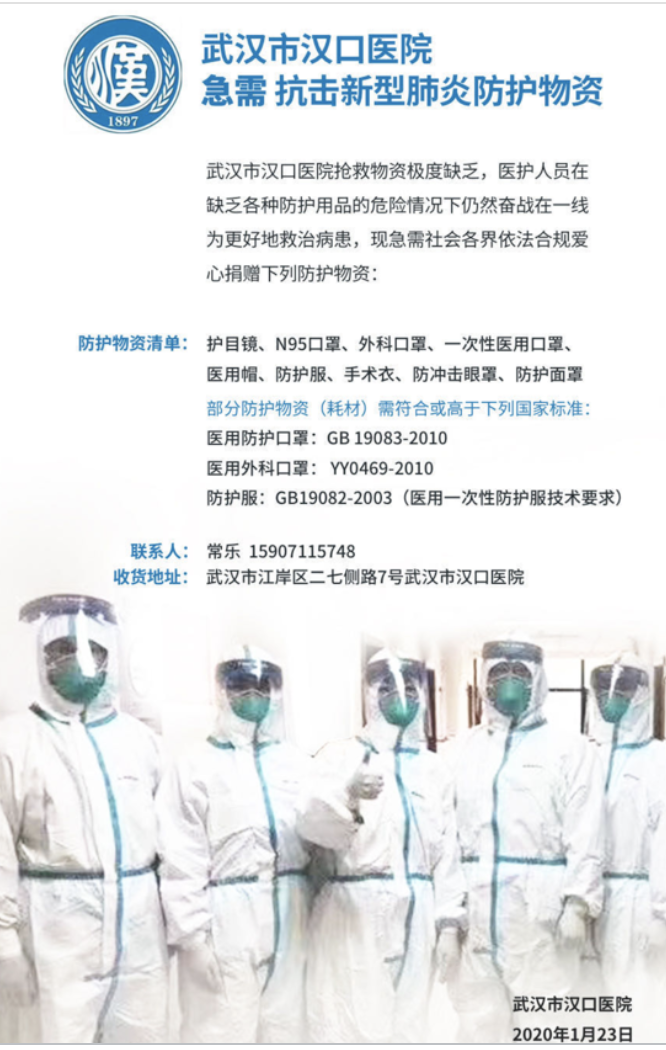 漢
1897
武汉市汉口医院
急需 抗击新型肺炎防护物资
武汉市汉口医院抢救物资极度缺乏，医护人员在
缺乏各种防护用品的危险情况下仍然奋战在一线
为更好地救治病患，现急需社会各界依法合规爱
心捐赠下列防护物资：
防护物资清单： 护目镜、N95口罩、外科口罩、一次性医用口罩、
医用帽、防护服、手术衣、防冲击眼罩、防护面罩
部分防护物资（耗材）需符合或高于下列国家标准：
医用防护口罩：GB 19083-2010
医用外科口罩： YY0469-2010
防护服：GB19082-2003（医用一次性防护服技术要求）
联系人： 常乐 15907115748
收货地址： 武汉市江岸区二七侧路7号武汉市汉口医院
武汉市汉口医院
2020年1月23日